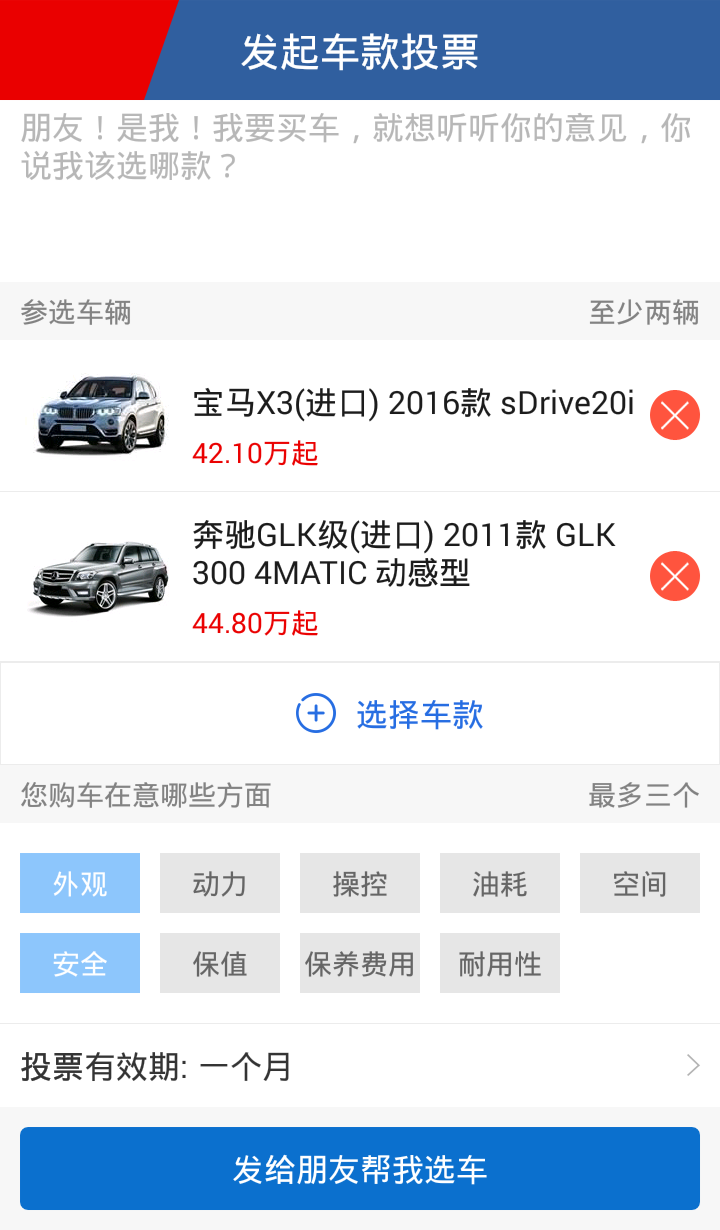 发起车款投票
朋友！是我！我要买车，就想听听你的意见，你
说我该选哪款？
参选车辆 至少两辆
宝马X3(进口) 2016款 sDrive20i
42.10万起
奔驰GLK级(进口) 2011款 GLK
300 4MATIC 动感型
44.80万起
选择车款
您购车在意哪些方面 最多三个
外观 动力 操控 油耗 空间
安全 保值 保养费用 耐用性
投票有效期: 一个月
发给朋友帮我选车